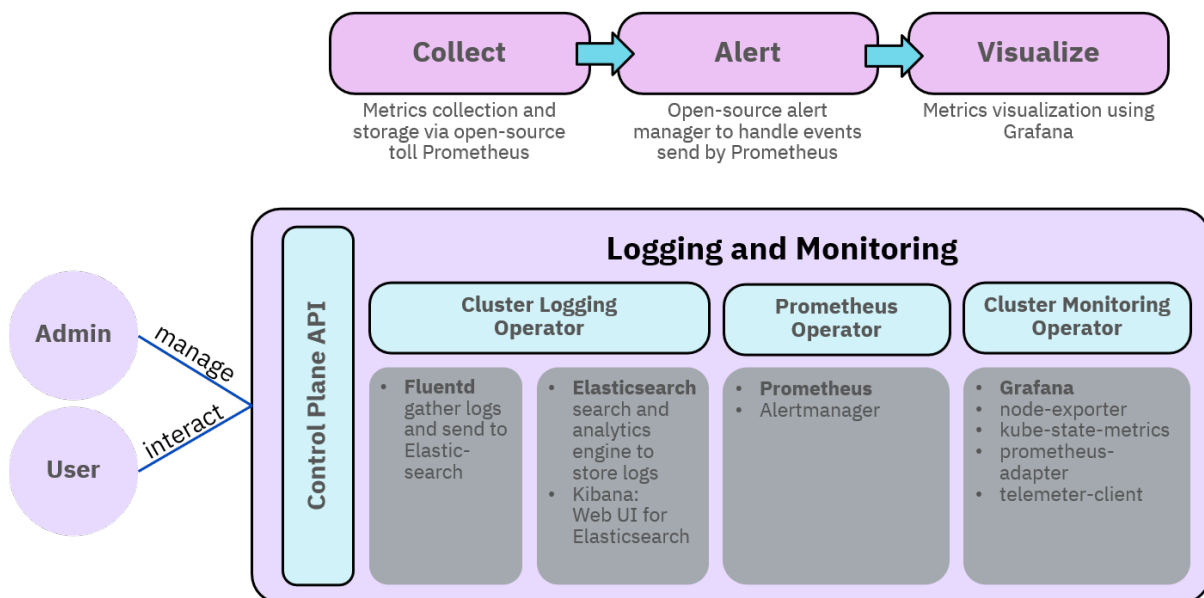 Collect
Alert
Visualize
Metrics collection and
storage via open-source
toll Prometheus
Open-source alert
manager to handle events
send by Prometheus
Metrics visualization using
Grafana
Logging and Monitoring
Admin
manage
User
interact
Control Plane API
Cluster Logging
Operator
Prometheus
Operator
Cluster Monitoring
Operator
• Fluentd
gather logs
and send to
Elastic-
search
• Elasticsearch
search and
analytics
engine to
store logs
• Kibana:
Web UI for
Elasticsearch
• Prometheus
• Alertmanager
• Grafana
• node-exporter
• kube-state-metrics
• prometheus-
adapter
• telemeter-client